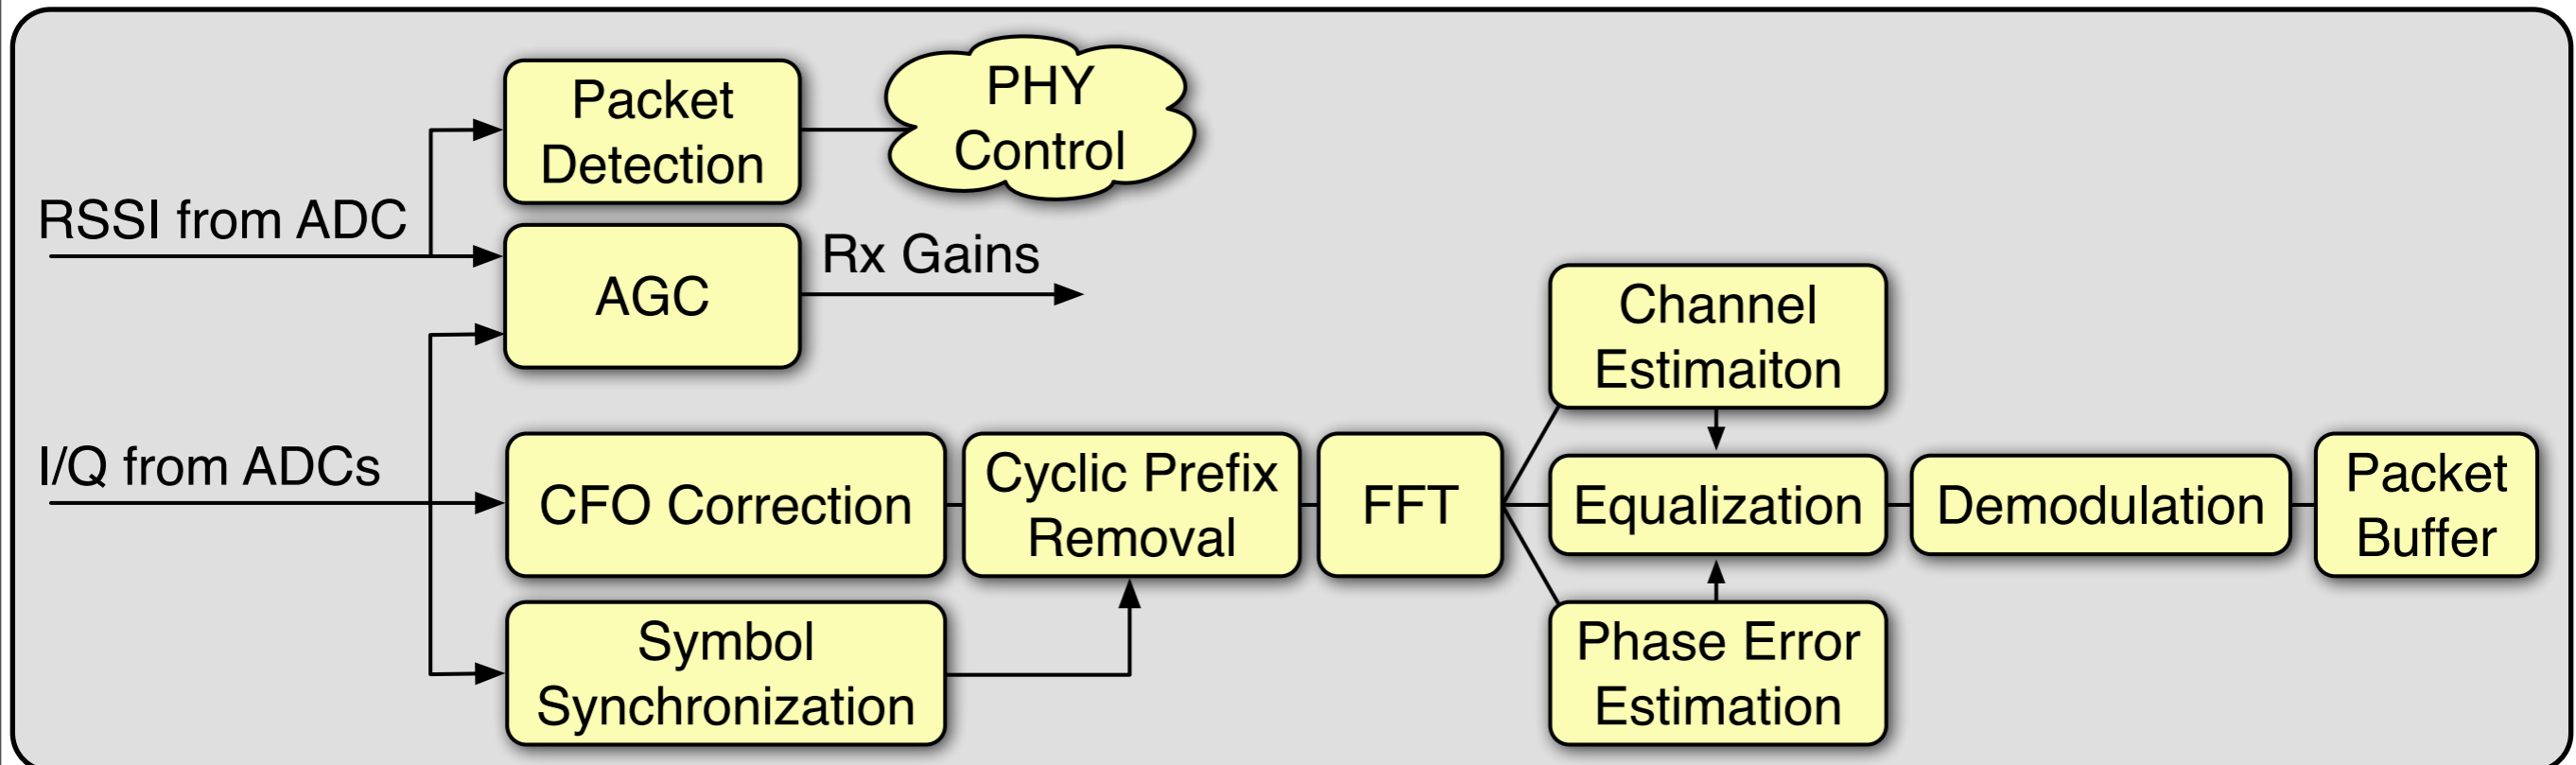 Packet
Detection
PHY
Control
RSSI from ADC
AGC
Rx Gains
Channel
Estimaiton
I/Q from ADCs
CFO Correction
Cyclic Prefix
Removal
FFT
Equalization
Demodulation
Packet
Buffer
Symbol
Synchronization
Phase Error
Estimation